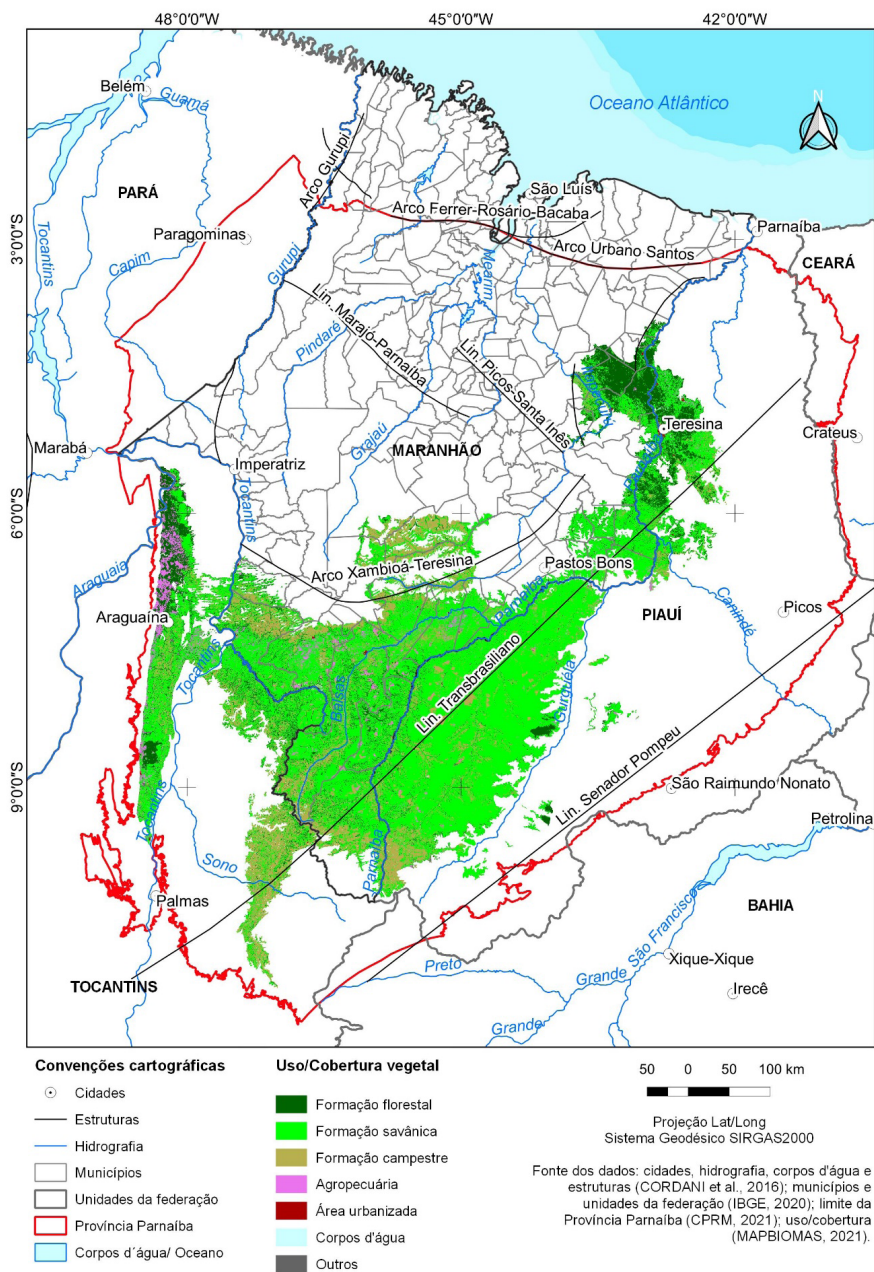 48°0'0"W 45°0'0"W 42°0'0"W
Belém
Guamá
Oceano Atlântico
N
PARÁ
Arco Gurupi
São Luís
Arco Ferrer-Rosário-Bacaba
Parnaíba
Paragominas
3°0'0"S
Tocantins
Capim
Gurupi
Mearim
Arco Urbano Santos
CEARÁ
Lin. Marajó-Parnaíba
Pindaré
Lin. Picos-Santa Inês
Teresina
Crateus
Marabá
Grajaú
MARANHÃO
Imperatriz
Tocantins
6°0'0"S
Arco Xambioá-Teresina
Pastos Bons
Araguaia
Parnaíba
PIAUÍ
Canindé
Picos
Araguaína
Tocantins
Balsas
Lin. Transbrasiliano
Gurguéia
Lin. Senador Pompeu
9°0'0"S
São Raimundo Nonato
Tocantins
Petrolina
Sono
Parnaíba
Palmas
BAHIA
São Francisco
Xique-Xique
Preto
Grande
TOCANTINS
Irecê
Grande
Convenções cartográficas
Cidades
Estruturas
Hidrografia
Municípios
Unidades da federação
Província Parnaíba
Corpos d´água/ Oceano
Uso/Cobertura vegetal
Formação florestal
Formação savânica
Formação campestre
Agropecuária
Área urbanizada
Corpos d'água
Outros
50 0 50 100 km
Projeção Lat/Long
Sistema Geodésico SIRGAS2000
Fonte dos dados: cidades, hidrografia, corpos d'água e
estruturas (CORDANI et al., 2016); municípios e
unidades da federação (IBGE, 2020); limite da
Província Parnaíba (CPRM, 2021); uso/cobertura
(MAPBIOMAS, 2021).